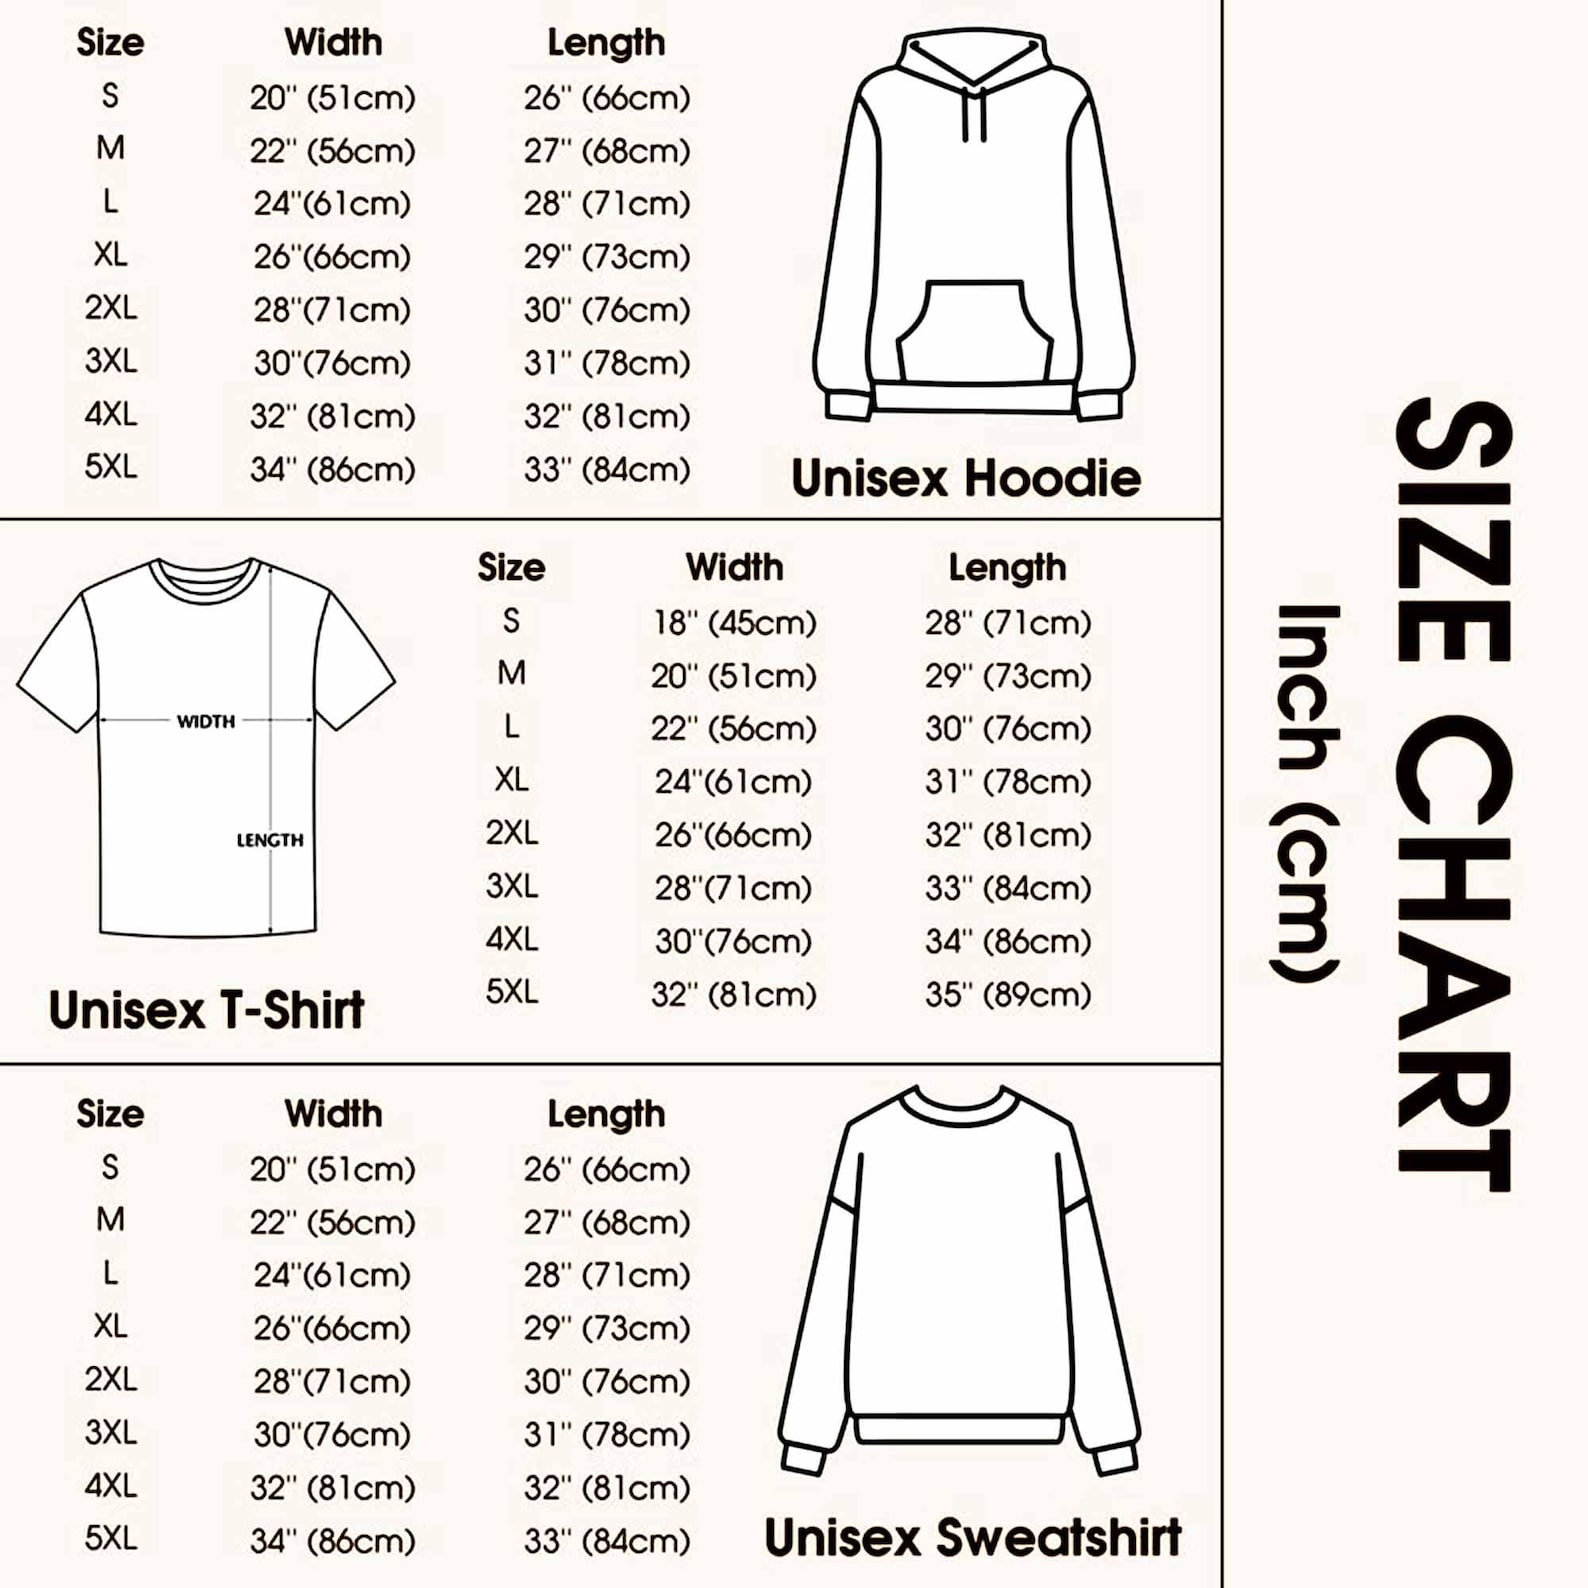 Size Width Length
S 20" (51cm) 26" (66cm)
M 22" (56cm) 27" (68cm)
L 24"(61cm) 28" (71cm)
XL 26"(66cm) 29" (73cm)
2XL 28"(71cm) 30" (76cm)
3XL 30"(76cm) 31" (78cm)
4XL 32" (81cm) 32" (81cm)
5XL 34" (86cm) 33" (84cm)
Unisex Hoodie
WIDTH
LENGTH
Unisex T-Shirt
Size Width Length
S 18" (45cm) 28" (71cm)
M 20" (51cm) 29" (73cm)
L 22" (56cm) 30" (76cm)
XL 24"(61cm) 31" (78cm)
2XL 26"(66cm) 32" (81cm)
3XL 28"(71cm) 33" (84cm)
4XL 30"(76cm) 34" (86cm)
5XL 32" (81cm) 35" (89cm)
Size Width Length
S 20" (51cm) 26" (66cm)
M 22" (56cm) 27" (68cm)
L 24"(61cm) 28" (71cm)
XL 26"(66cm) 29" (73cm)
2XL 28"(71cm) 30" (76cm)
3XL 30"(76cm) 31" (78cm)
4XL 32" (81cm) 32" (81cm)
5XL 34" (86cm) 33" (84cm)
Unisex Sweatshirt
SIZE CHART
Inch (cm)